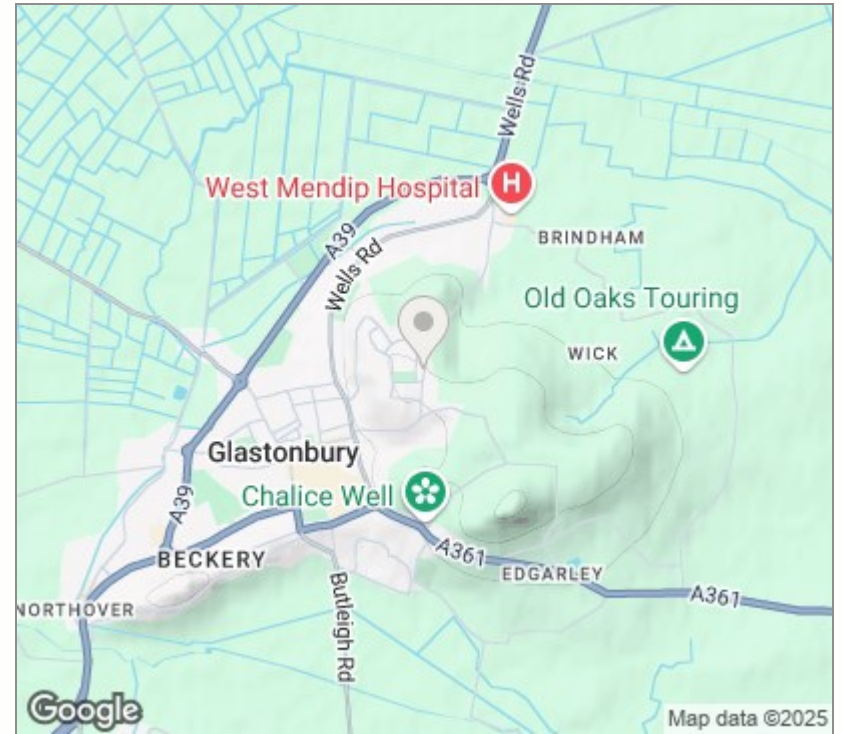 Wells Rd
West Mendip Hospital
H
BRINDHAM
A39
Wells Rd
Old Oaks Touring
WICK
Glastonbury
Chalice Well
A39
BECKERY
A361
EDGARLEY
A361
NORTHOVER
Butleigh Rd
Google
Map data ©2025